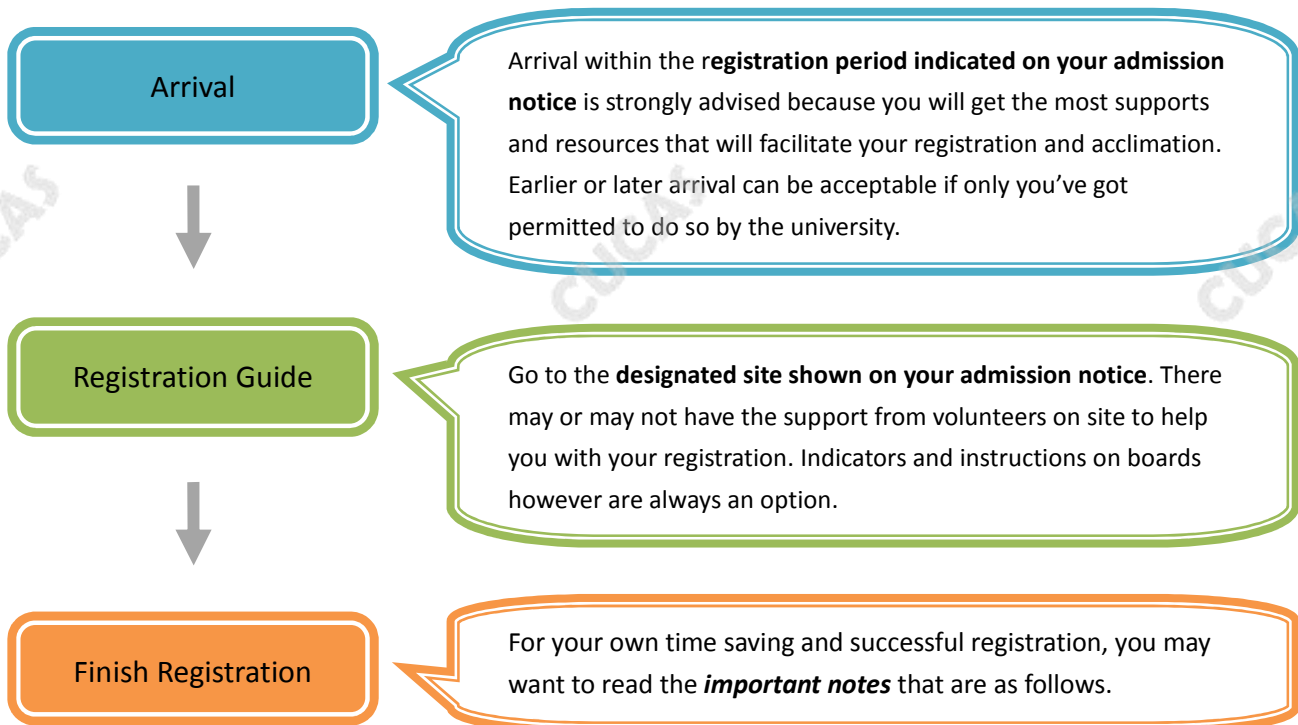 Arrival
Arrival within the registration period indicated on your admission
notice is strongly advised because you will get the most supports
and resources that will facilitate your registration and acclimation.
Earlier or later arrival can be acceptable if only you’ve got
permitted to do so by the university.
CAS
CUCAS
CUC
Registration Guide
Go to the designated site shown on your admission notice. There
may or may not have the support from volunteers on site to help
you with your registration. Indicators and instructions on boards
however are always an option.
Finish Registration
For your own time saving and successful registration, you may
want to read the important notes that are as follows.